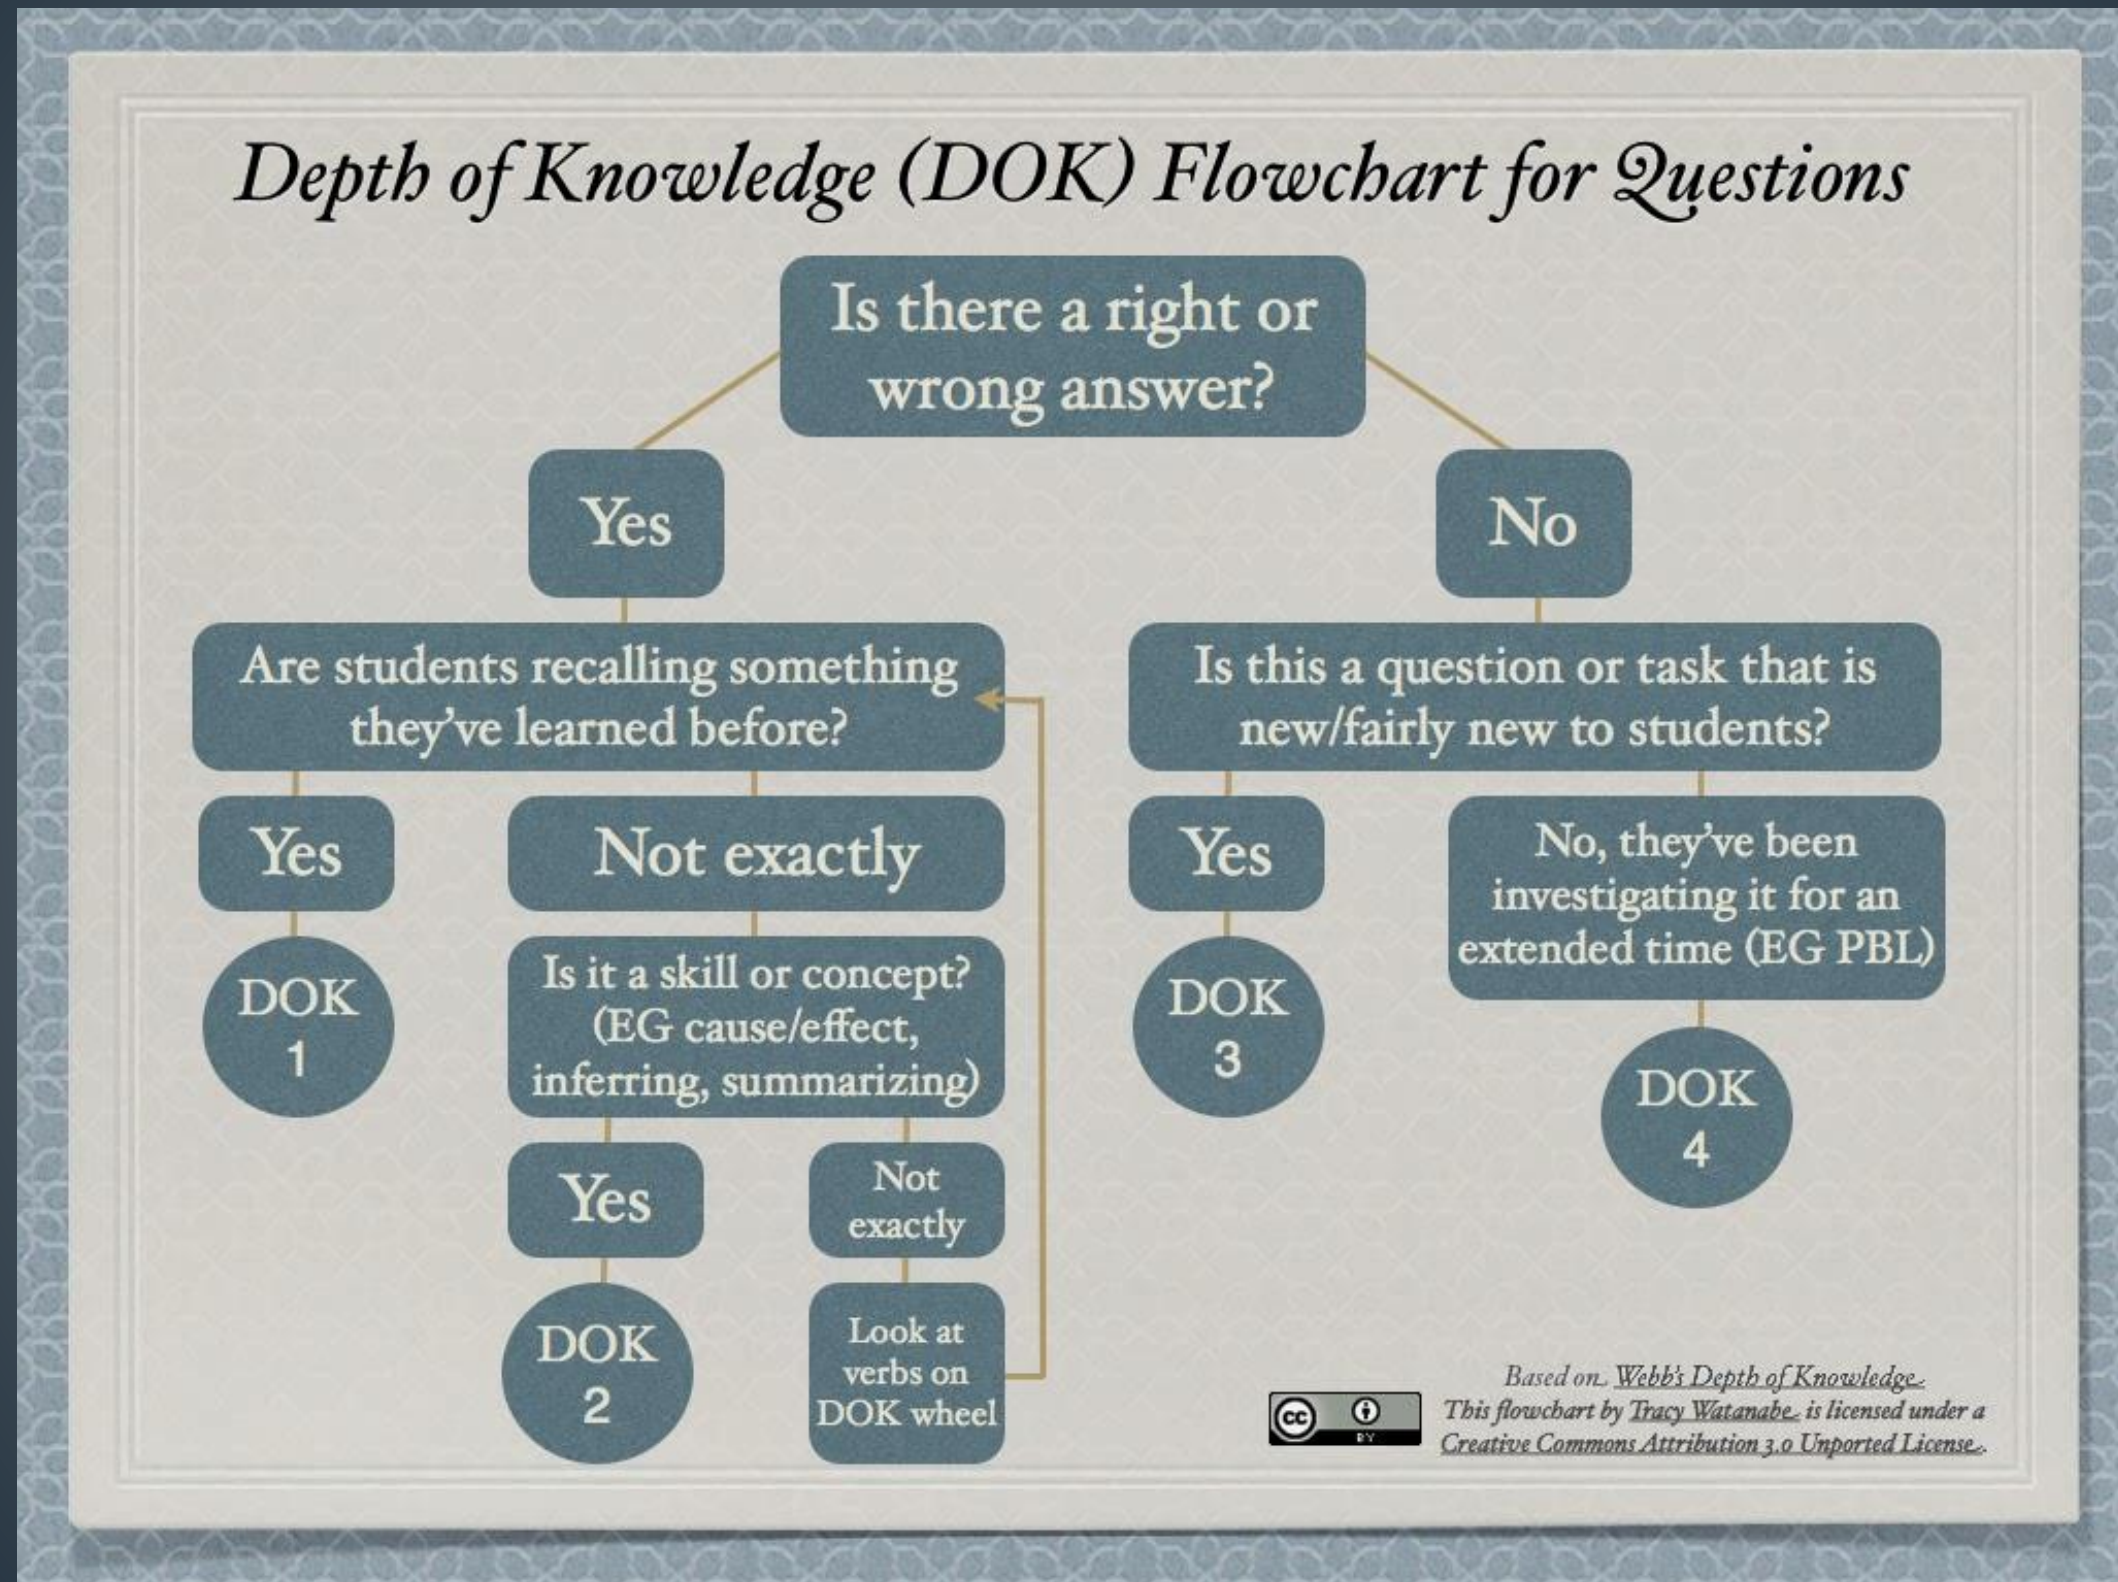 Depth of Knowledge (DOK) Flowchart for Questions
Is there a right or
wrong answer?
Yes
No
Are students recalling something
they've learned before?
Is this a question or task that is
new/fairly new to students?
Yes
Not exactly
Yes
No, they've been
investigating it for an
extended time (EG PBL)
DOK
1
Is it a skill or concept?
(EG cause/effect,
inferring, summarizing)
DOK
3
DOK
4
Yes
Not
exactly
DOK
2
Look at
verbs on
DOK wheel
Based on Webb's Depth of Knowledge
This flowchart by Tracy Watanabe is licensed under a
Creative Commons Attribution 3.0 Unported License.
cc
BY